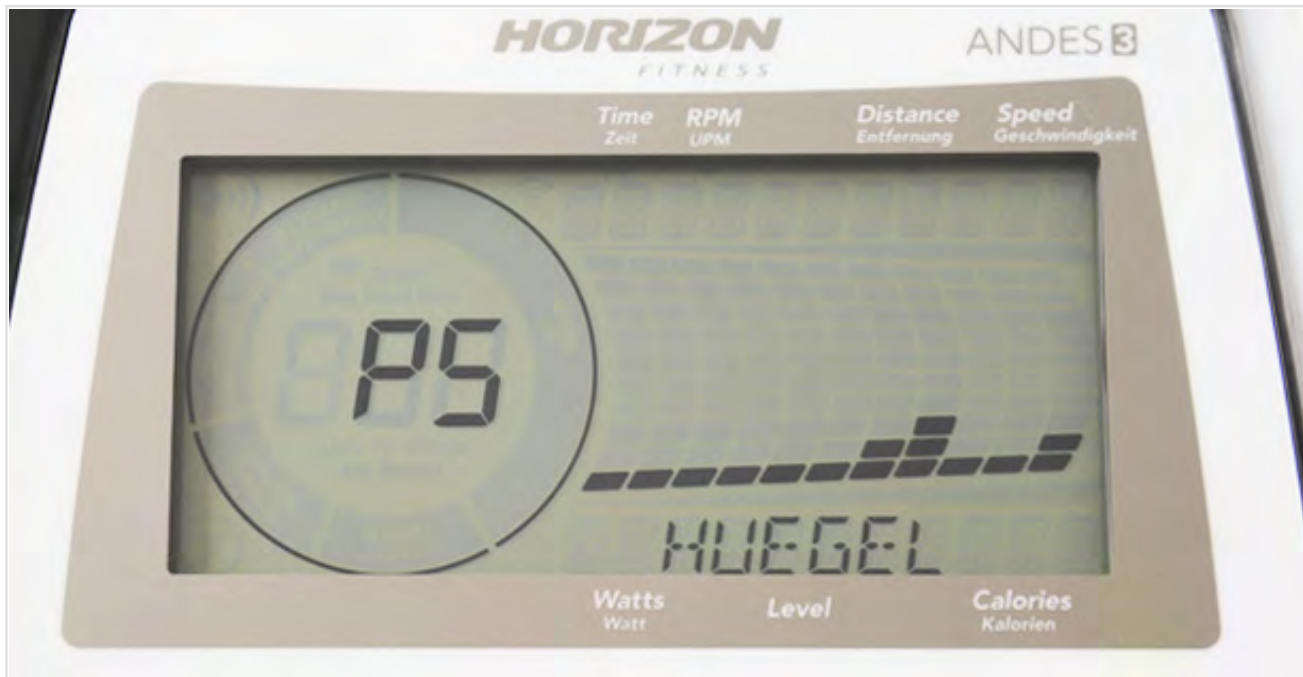 HORIZON ANDES 3
FITNESS
Time RPM Distance Speed
Zeit UPM Entfernung Geschwindigkeit
P5
HUEGEL
Watts Level Calories
Watt Kalorien